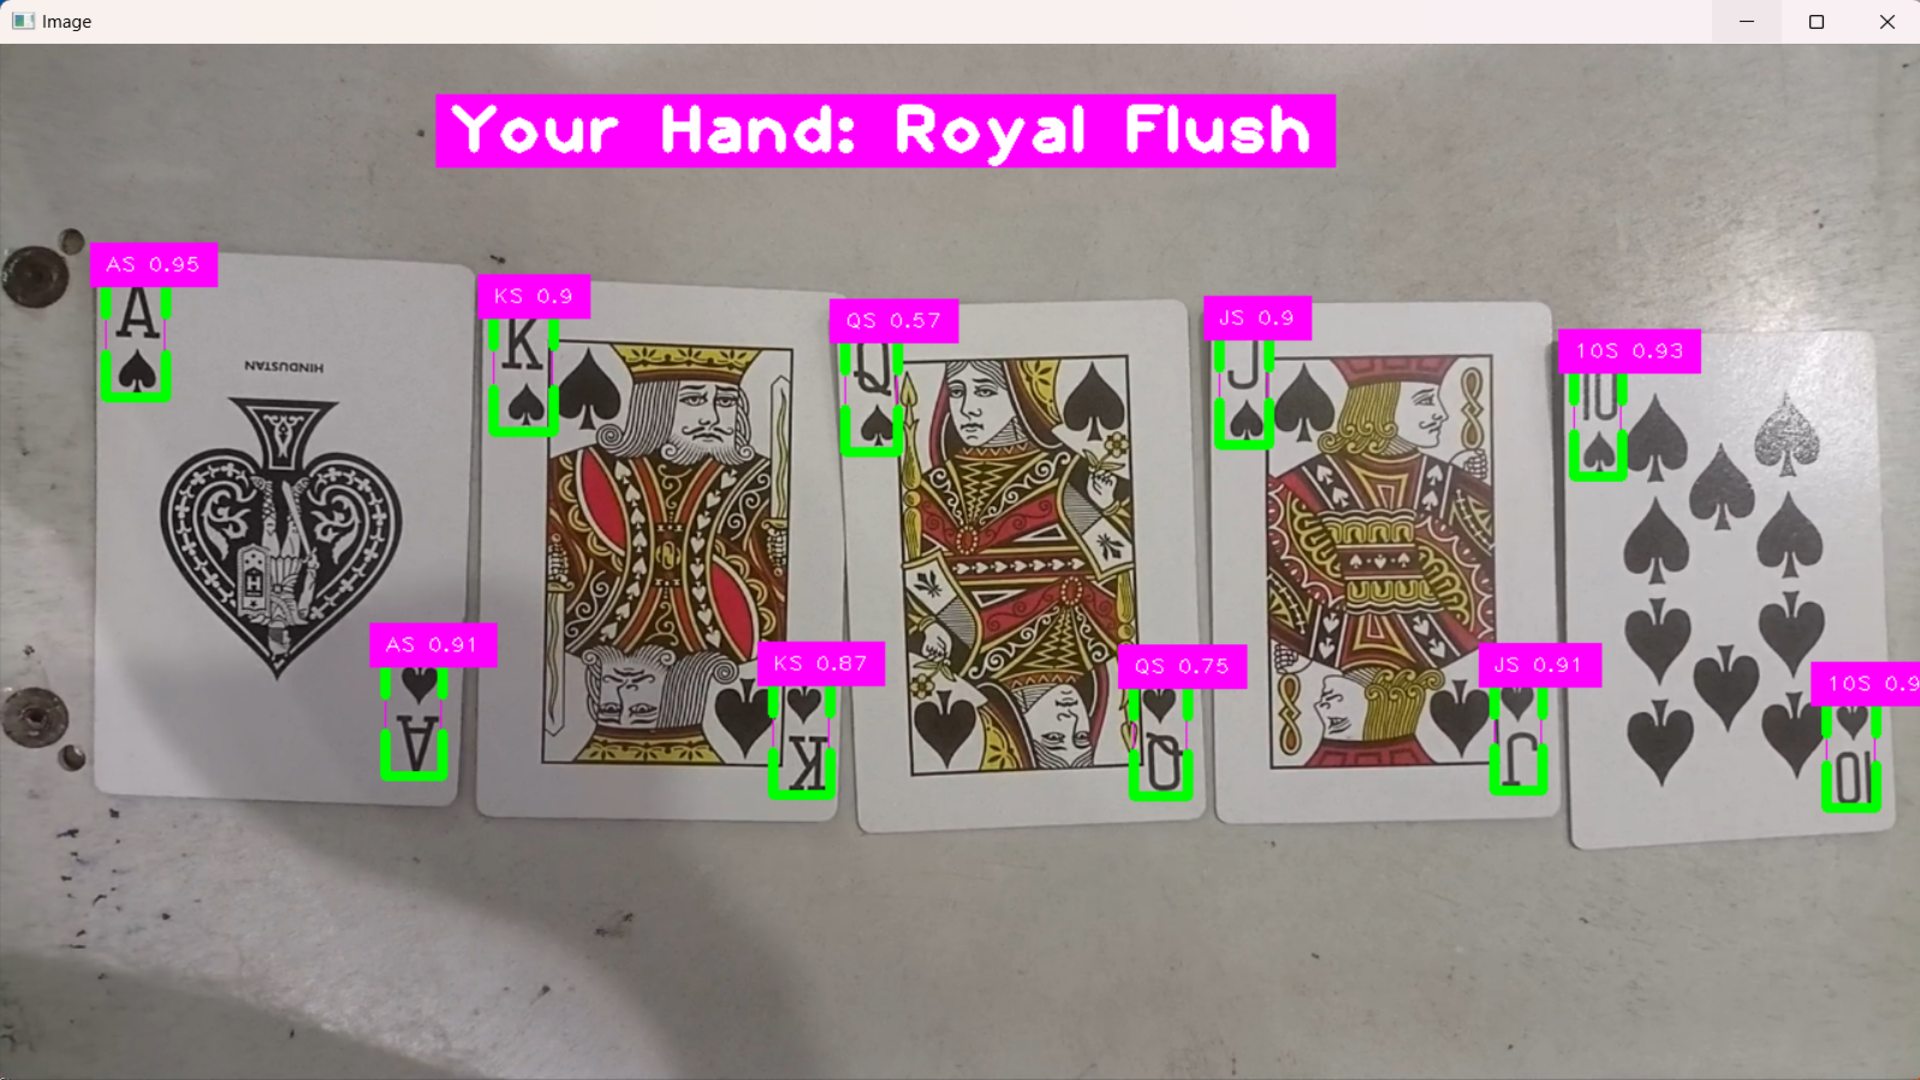 Image
Your Hand: Royal Flush
AS 0.95
KS 0.9
QS 0.57
JS 0.9
10S 0.93
A
K
Q
J
10
HINDUSTAN
H
AS 0.91
KS 0.87
QS 0.75
JS 0.91
10S 0.9
A
K
Q
J
10